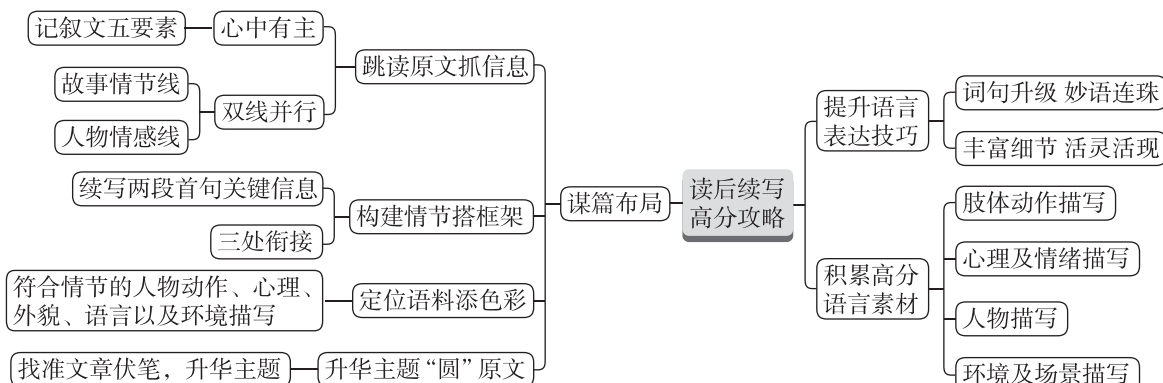 记叙文五要素
心中有主
跳读原文抓信息
故事情节线
人物情感线
双线并行
续写两段首句关键信息
三处衔接
构建情节搭框架
符合情节的人物动作、心理、
外貌、语言以及环境描写
定位语料添色彩
找准文章伏笔，升华主题
升华主题“圆”原文
谋篇布局
读后续写
高分攻略
提升语言
表达技巧
词句升级 妙语连珠
丰富细节 活灵活现
积累高分
语言素材
肢体动作描写
心理及情绪描写
人物描写
环境及场景描写